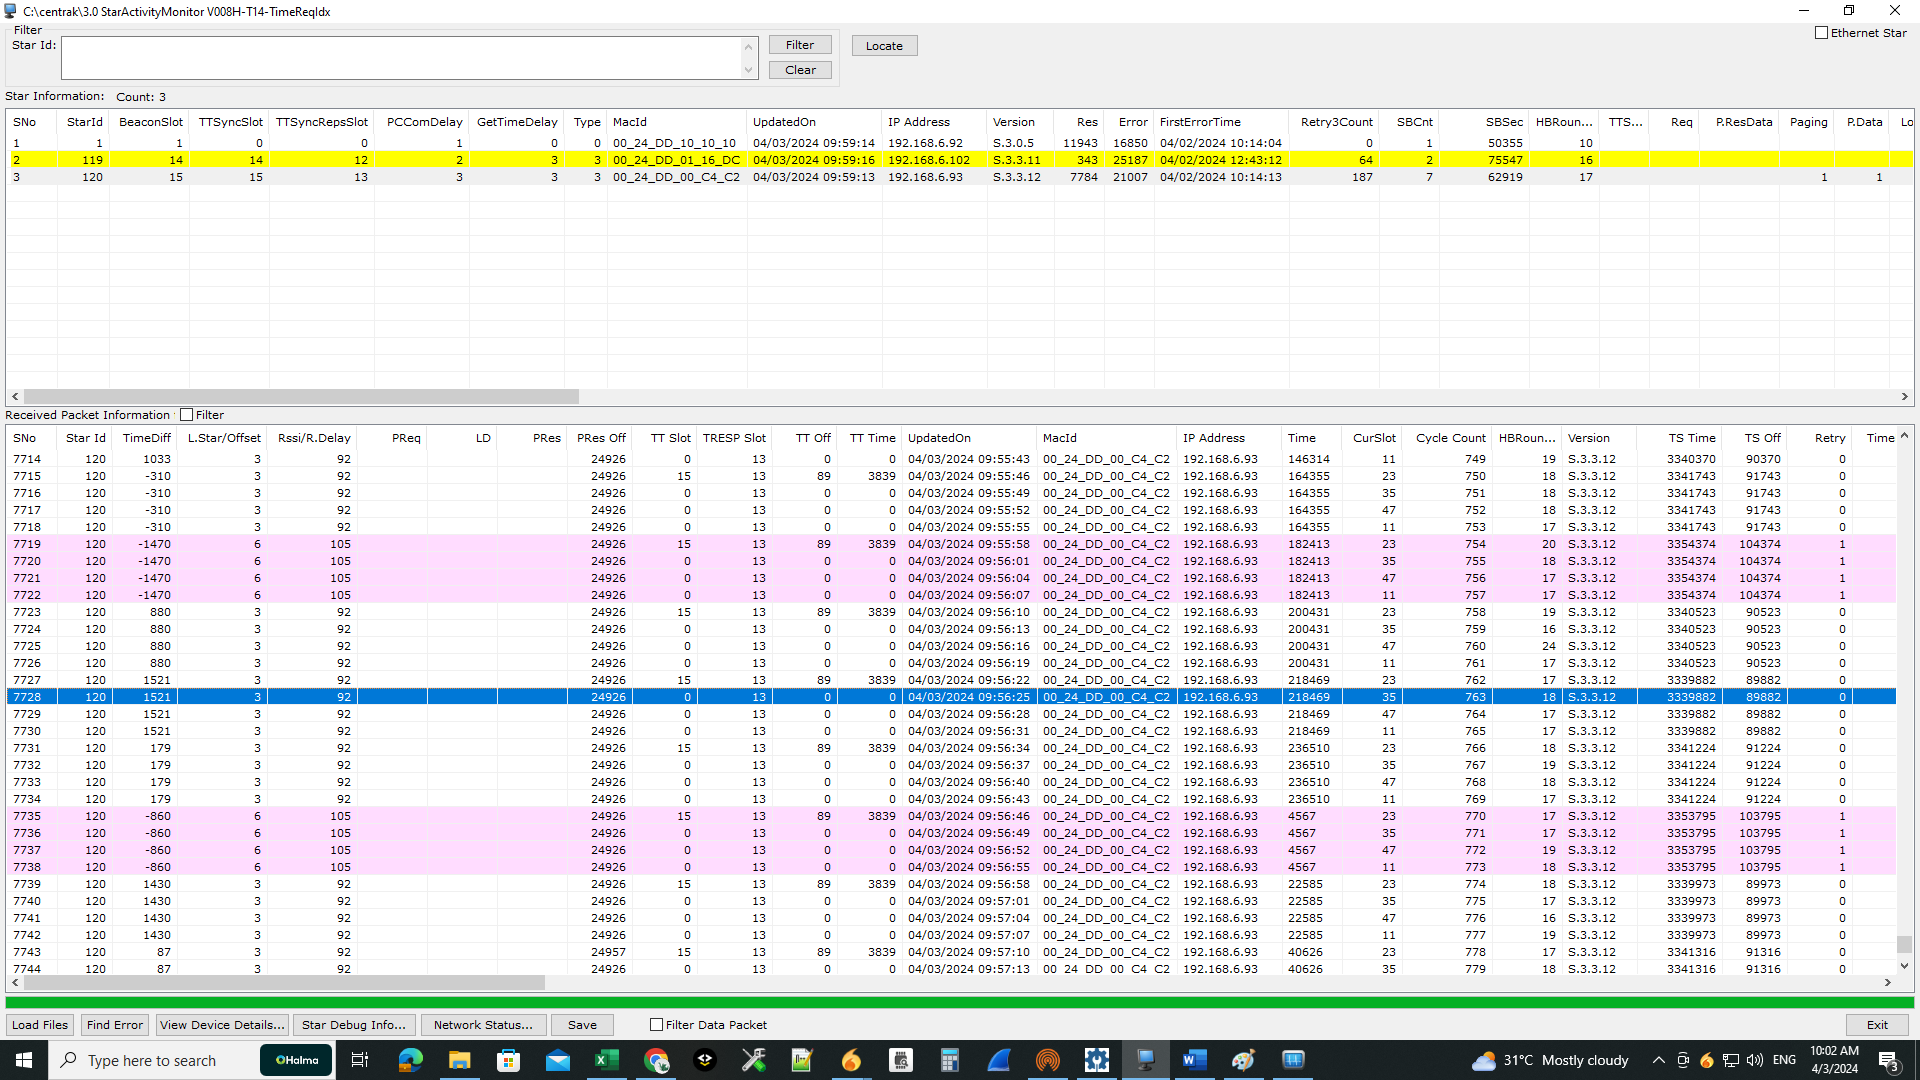 C:\centrak\3.0 StarActivityMonitor V008H-T14-TimeReqIdx
Filter
Star Id:
Filter
Clear
Locate
Ethernet Star
Star Information: Count: 3
SNo StarId BeaconSlot TTSyncSlot TTSyncRepsSlot PCComDelay GetTimeDelay Type MacId UpdatedOn IP Address Version Res Error FirstErrorTime Retry3Count SBCnt SBSec HBRoun... TTS... Req P.ResData Paging P.Data Lo
1 1 1 0 0 1 0 0 00_24_DD_10_10_10 04/03/2024 09:59:14 192.168.6.92 S.3.0.5 11943 16850 04/02/2024 10:14:04 0 1 50355 10
2 119 14 14 12 2 3 3 00_24_DD_01_16_DC 04/03/2024 09:59:16 192.168.6.102 S.3.3.11 343 25187 04/02/2024 12:43:12 64 2 75547 16
3 120 15 15 13 3 3 3 00_24_DD_00_C4_C2 04/03/2024 09:59:13 192.168.6.93 S.3.3.12 7784 21007 04/02/2024 10:14:13 187 7 62919 17 1 1
Received Packet Information Filter
SNo Star Id TimeDiff L.Star/Offset Rssi/R.Delay PReq LD PRes PRes Off TT Slot TRESP Slot TT Off TT Time UpdatedOn MacId IP Address Time CurSlot Cycle Count HBRoun... Version TS Time TS Off Retry Time
7714 120 1033 3 92 24926 0 13 0 0 04/03/2024 09:55:43 00_24_DD_00_C4_C2 192.168.6.93 146314 11 749 19 S.3.3.12 3340370 90370 0
7715 120 -310 3 92 24926 15 13 89 3839 04/03/2024 09:55:46 00_24_DD_00_C4_C2 192.168.6.93 164355 23 750 18 S.3.3.12 3341743 91743 0
7716 120 -310 3 92 24926 0 13 0 0 04/03/2024 09:55:49 00_24_DD_00_C4_C2 192.168.6.93 164355 35 751 18 S.3.3.12 3341743 91743 0
7717 120 -310 3 92 24926 0 13 0 0 04/03/2024 09:55:52 00_24_DD_00_C4_C2 192.168.6.93 164355 47 752 18 S.3.3.12 3341743 91743 0
7718 120 -310 3 92 24926 0 13 0 0 04/03/2024 09:55:55 00_24_DD_00_C4_C2 192.168.6.93 164355 11 753 17 S.3.3.12 3341743 91743 0
7719 120 -1470 6 105 24926 15 13 89 3839 04/03/2024 09:55:58 00_24_DD_00_C4_C2 192.168.6.93 182413 23 754 20 S.3.3.12 3354374 104374 1
7720 120 -1470 6 105 24926 0 13 0 0 04/03/2024 09:56:01 00_24_DD_00_C4_C2 192.168.6.93 182413 35 755 18 S.3.3.12 3354374 104374 1
7721 120 -1470 6 105 24926 0 13 0 0 04/03/2024 09:56:04 00_24_DD_00_C4_C2 192.168.6.93 182413 47 756 17 S.3.3.12 3354374 104374 1
7722 120 -1470 6 105 24926 0 13 0 0 04/03/2024 09:56:07 00_24_DD_00_C4_C2 192.168.6.93 182413 11 757 17 S.3.3.12 3354374 104374 1
7723 120 880 3 92 24926 15 13 89 3839 04/03/2024 09:56:10 00_24_DD_00_C4_C2 192.168.6.93 200431 23 758 19 S.3.3.12 3340523 90523 0
7724 120 880 3 92 24926 0 13 0 0 04/03/2024 09:56:13 00_24_DD_00_C4_C2 192.168.6.93 200431 35 759 16 S.3.3.12 3340523 90523 0
7725 120 880 3 92 24926 0 13 0 0 04/03/2024 09:56:16 00_24_DD_00_C4_C2 192.168.6.93 200431 47 760 24 S.3.3.12 3340523 90523 0
7726 120 880 3 92 24926 0 13 0 0 04/03/2024 09:56:19 00_24_DD_00_C4_C2 192.168.6.93 200431 11 761 17 S.3.3.12 3340523 90523 0
7727 120 1521 3 92 24926 15 13 89 3839 04/03/2024 09:56:22 00_24_DD_00_C4_C2 192.168.6.93 218469 23 762 17 S.3.3.12 3339882 89882 0
7728 120 1521 3 92 24926 0 13 0 0 04/03/2024 09:56:25 00_24_DD_00_C4_C2 192.168.6.93 218469 35 763 18 S.3.3.12 3339882 89882 0
7729 120 1521 3 92 24926 0 13 0 0 04/03/2024 09:56:28 00_24_DD_00_C4_C2 192.168.6.93 218469 47 764 17 S.3.3.12 3339882 89882 0
7730 120 1521 3 92 24926 0 13 0 0 04/03/2024 09:56:31 00_24_DD_00_C4_C2 192.168.6.93 218469 11 765 17 S.3.3.12 3339882 89882 0
7731 120 179 3 92 24926 15 13 89 3839 04/03/2024 09:56:34 00_24_DD_00_C4_C2 192.168.6.93 236510 23 766 18 S.3.3.12 3341224 91224 0
7732 120 179 3 92 24926 0 13 0 0 04/03/2024 09:56:37 00_24_DD_00_C4_C2 192.168.6.93 236510 35 767 19 S.3.3.12 3341224 91224 0
7733 120 179 3 92 24926 0 13 0 0 04/03/2024 09:56:40 00_24_DD_00_C4_C2 192.168.6.93 236510 47 768 18 S.3.3.12 3341224 91224 0
7734 120 179 3 92 24926 0 13 0 0 04/03/2024 09:56:43 00_24_DD_00_C4_C2 192.168.6.93 236510 11 769 17 S.3.3.12 3341224 91224 0
7735 120 -860 6 105 24926 15 13 89 3839 04/03/2024 09:56:46 00_24_DD_00_C4_C2 192.168.6.93 4567 23 770 17 S.3.3.12 3353795 103795 1
7736 120 -860 6 105 24926 0 13 0 0 04/03/2024 09:56:49 00_24_DD_00_C4_C2 192.168.6.93 4567 35 771 17 S.3.3.12 3353795 103795 1
7737 120 -860 6 105 24926 0 13 0 0 04/03/2024 09:56:52 00_24_DD_00_C4_C2 192.168.6.93 4567 47 772 19 S.3.3.12 3353795 103795 1
7738 120 -860 6 105 24926 0 13 0 0 04/03/2024 09:56:55 00_24_DD_00_C4_C2 192.168.6.93 4567 11 773 18 S.3.3.12 3353795 103795 1
7739 120 1430 3 92 24926 15 13 89 3839 04/03/2024 09:56:58 00_24_DD_00_C4_C2 192.168.6.93 22585 23 774 18 S.3.3.12 3339973 89973 0
7740 120 1430 3 92 24926 0 13 0 0 04/03/2024 09:57:01 00_24_DD_00_C4_C2 192.168.6.93 22585 35 775 17 S.3.3.12 3339973 89973 0
7741 120 1430 3 92 24926 0 13 0 0 04/03/2024 09:57:04 00_24_DD_00_C4_C2 192.168.6.93 22585 47 776 16 S.3.3.12 3339973 89973 0
7742 120 1430 3 92 24926 0 13 0 0 04/03/2024 09:57:07 00_24_DD_00_C4_C2 192.168.6.93 22585 11 777 19 S.3.3.12 3339973 89973 0
7743 120 87 3 92 24957 15 13 89 3839 04/03/2024 09:57:10 00_24_DD_00_C4_C2 192.168.6.93 40626 23 778 17 S.3.3.12 3341316 91316 0
7744 120 87 3 92 24926 0 13 0 0 04/03/2024 09:57:13 00_24_DD_00_C4_C2 192.168.6.93 40626 35 779 18 S.3.3.12 3341316 91316 0
Load Files Find Error View Device Details... Star Debug Info... Network Status... Save Filter Data Packet Exit
Type here to search Halma 31°C Mostly cloudy ENG 10:02 AM
4/3/2024 3